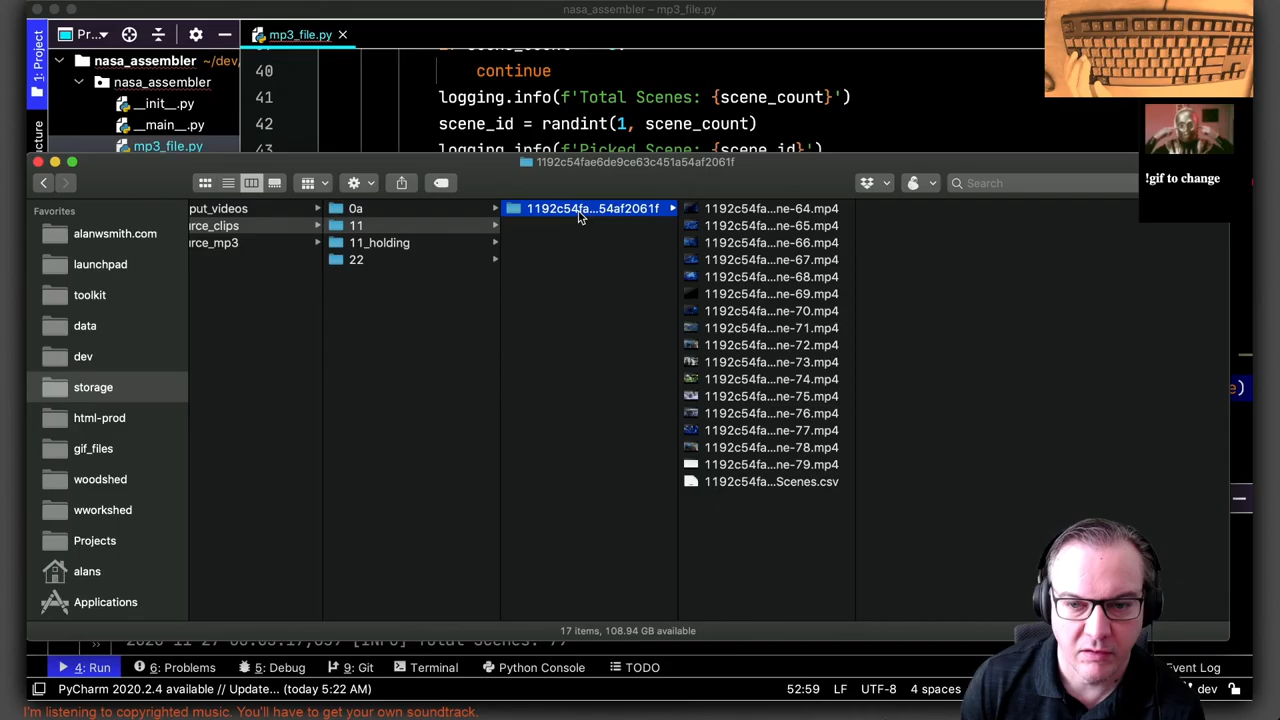 nasa_assembler – mp3_file.py
Pr...
mp3_file.py
1: Project
nasa_assembler ~/dev/
nasa_assembler
__init__.py
__main__.py
mp3_file.py
40 continue
41 logging.info(f'Total Scenes: {scene_count}')
42 scene_id = randint(1, scene_count)
43 logging.info(f'Picked Scene: {scene_id}')
!gif to change
1192c54fae6de9ce63c451a54af2061f
Search
Favorites
alanwsmith.com
launchpad
toolkit
data
dev
storage
html-prod
gif_files
woodshed
wworkshed
Projects
alans
Applications
put_videos
rce_clips
rce_mp3
0a
11
11_holding
22
1192c54fa...54af2061f
1192c54fa...ne-64.mp4
1192c54fa...ne-65.mp4
1192c54fa...ne-66.mp4
1192c54fa...ne-67.mp4
1192c54fa...ne-68.mp4
1192c54fa...ne-69.mp4
1192c54fa...ne-70.mp4
1192c54fa...ne-71.mp4
1192c54fa...ne-72.mp4
1192c54fa...ne-73.mp4
1192c54fa...ne-74.mp4
1192c54fa...ne-75.mp4
1192c54fa...ne-76.mp4
1192c54fa...ne-77.mp4
1192c54fa...ne-78.mp4
1192c54fa...ne-79.mp4
1192c54fa...Scenes.csv
17 items, 108.94 GB available
4: Run
6: Problems
5: Debug
9: Git
Terminal
Python Console
TODO
Event Log
PyCharm 2020.2.4 available // Update... (today 5:22 AM)
52:59 LF UTF-8 4 spaces
dev
I'm listening to copyrighted music. You'll have to get your own soundtrack.